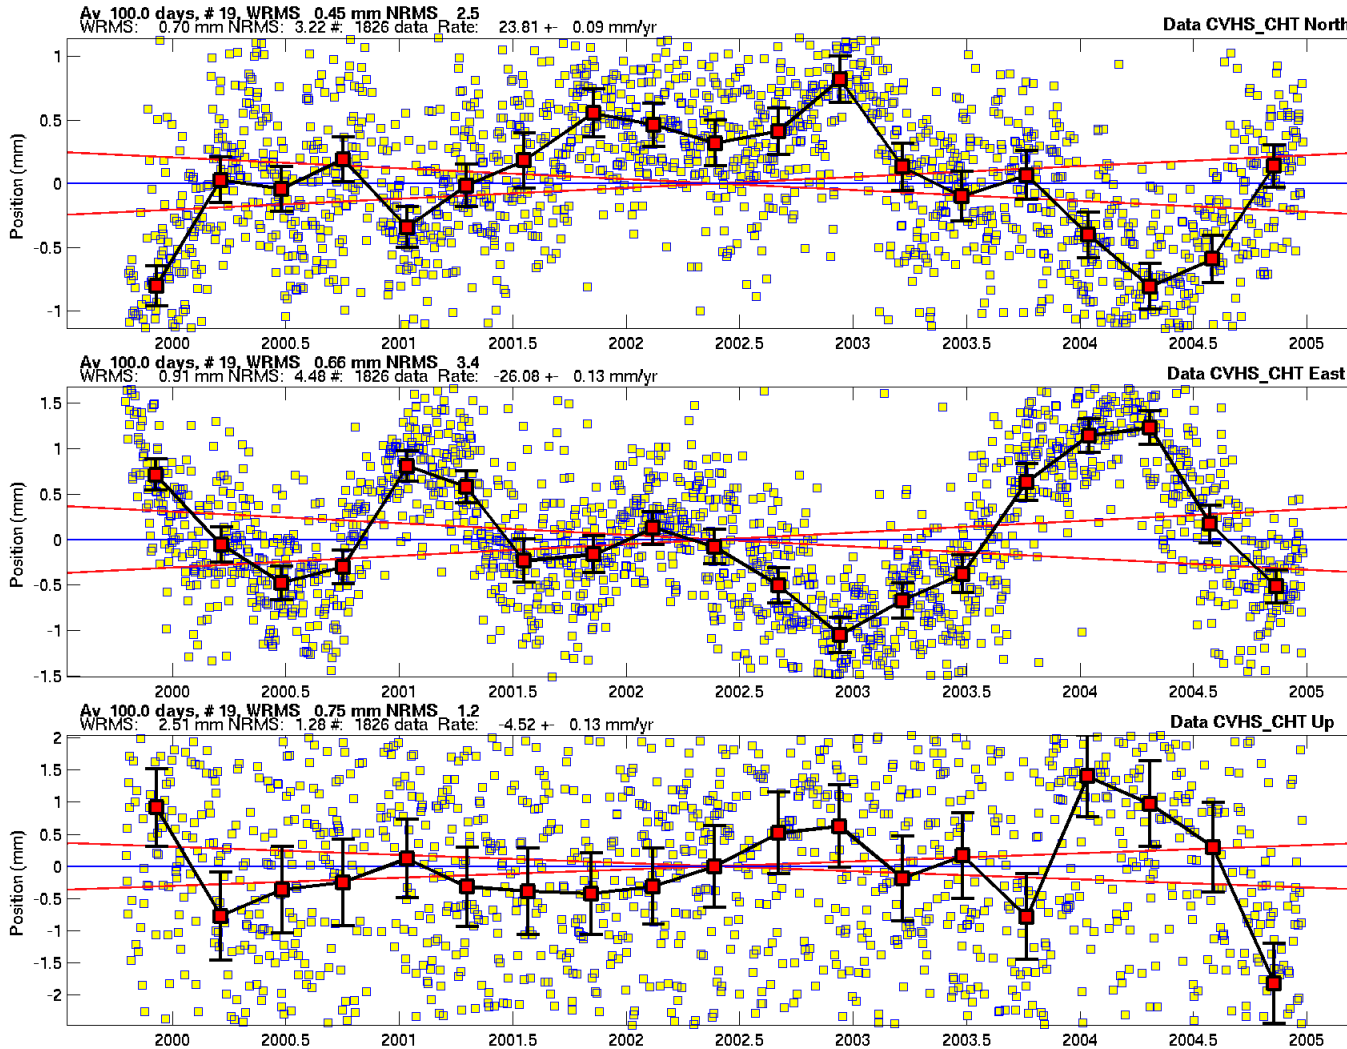 Av 100.0 days, # 19, WRMS 0.45 mm NRMS 2.5
WRMS: 0.70 mm NRMS: 3.22 #: 1826 data Rate: 23.81 +- 0.09 mm/yr
Data CVHS_CHT North
Position (mm)
1
0.5
0
-0.5
-1
2000 2000.5 2001 2001.5 2002 2002.5 2003 2003.5 2004 2004.5 2005
Av 100.0 days, # 19, WRMS 0.66 mm NRMS 3.4
WRMS: 0.91 mm NRMS: 4.48 #: 1826 data Rate: -26.08 +- 0.13 mm/yr
Data CVHS_CHT East
Position (mm)
1.5
1
0.5
0
-0.5
-1
-1.5
2000 2000.5 2001 2001.5 2002 2002.5 2003 2003.5 2004 2004.5 2005
Av 100.0 days, # 19, WRMS 0.75 mm NRMS 1.2
WRMS: 2.51 mm NRMS: 1.28 #: 1826 data Rate: -4.52 +- 0.13 mm/yr
Data CVHS_CHT Up
Position (mm)
2
1.5
1
0.5
0
-0.5
-1
-1.5
-2
2000 2000.5 2001 2001.5 2002 2002.5 2003 2003.5 2004 2004.5 2005